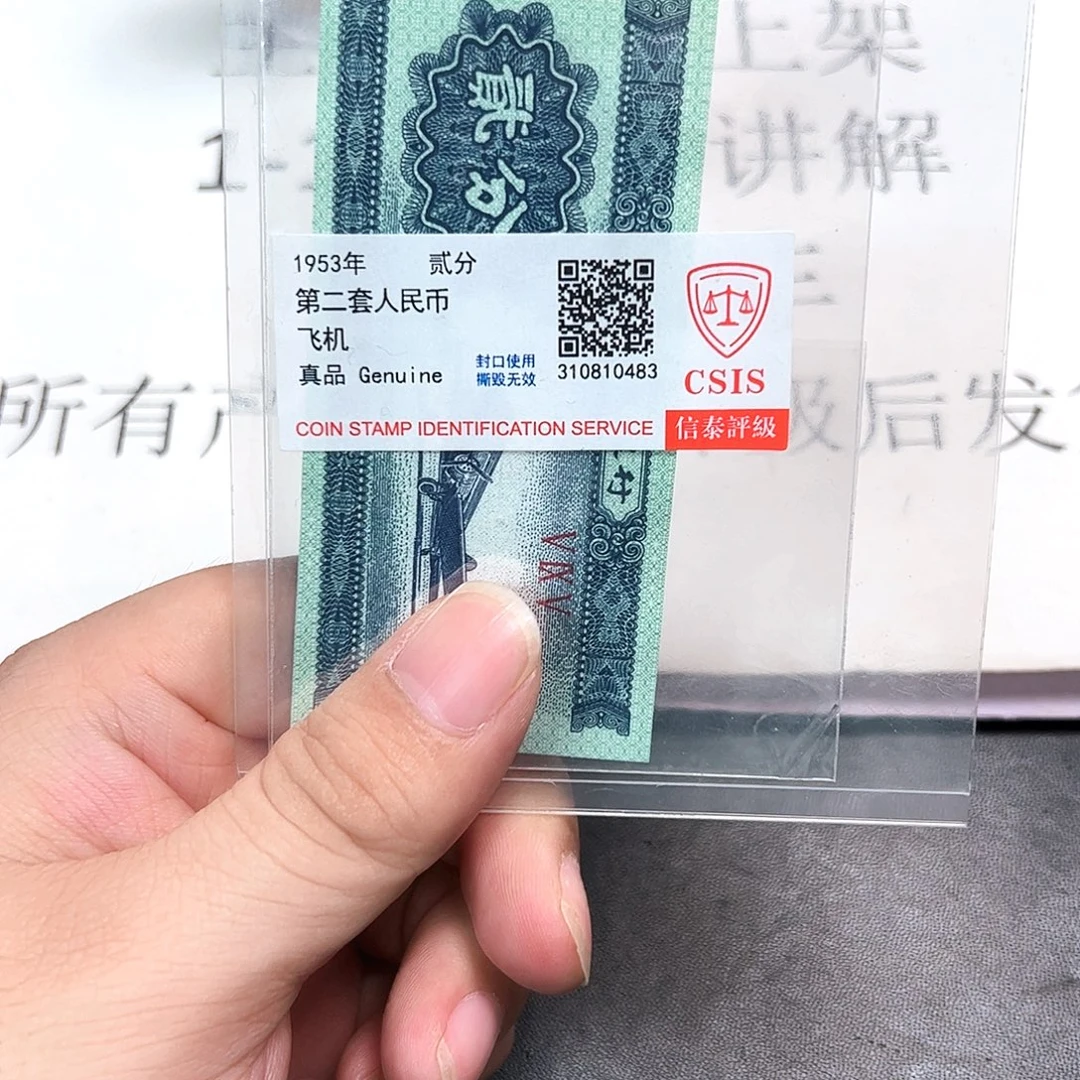 上架
讲解
贰分
1953年 贰分
第二套人民币
飞机
真品 Genuine
封口使用
撕毁无效
310810483
CSIS
COIN STAMP IDENTIFICATION SERVICE
信泰評級
所有
级后发
VKV